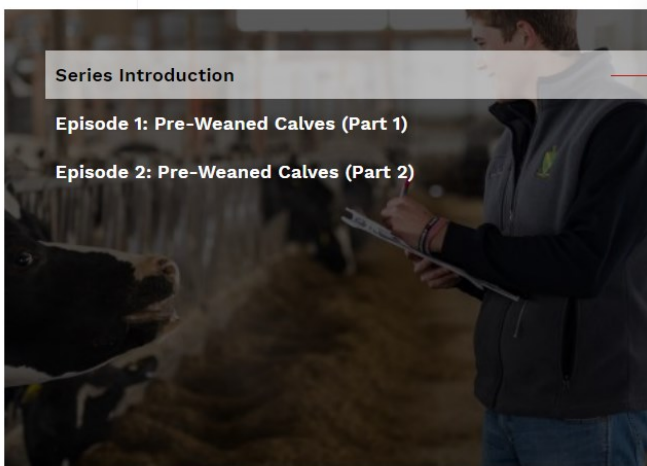 Series Introduction
Episode 1: Pre-Weaned Calves (Part 1)
Episode 2: Pre-Weaned Calves (Part 2)